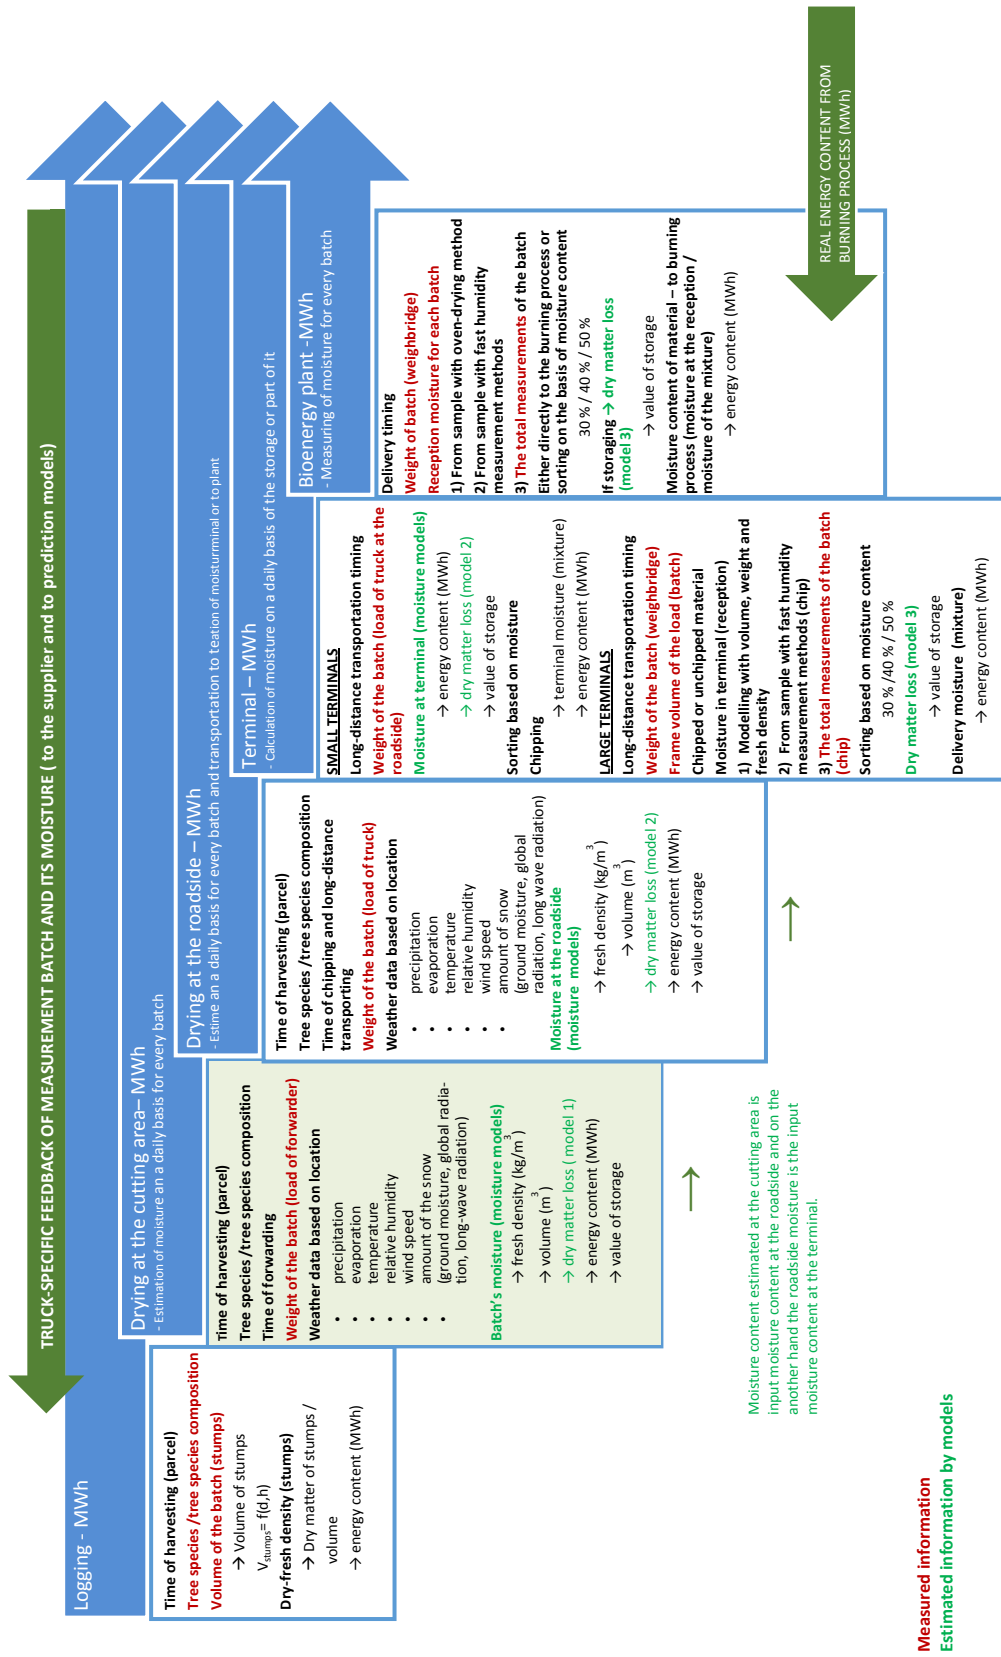 TRUCK-SPECIFIC FEEDBACK OF MEASUREMENT BATCH AND ITS MOISTURE ( to the supplier and to prediction models)
Logging - MWh
Time of harvesting (parcel)
Tree species /tree species composition
Volume of the batch (stumps)
→ Volume of stumps
Vstumps= f(d,h)
Dry-fresh density (stumps)
→ Dry matter of stumps /
volume
→ energy content (MWh)
Drying at the cutting area– MWh
- Estimation of moisture an a daily basis for every batch
Time of harvesting (parcel)
Tree species /tree species composition
Time of forwarding
Weight of the batch (load of forwarder)
Weather data based on location
• precipitation
• evaporation
• temperature
• relative humidity
• wind speed
• amount of the snow
(ground moisture, global radia-
tion, long-wave radiation)
Batch's moisture (moisture models)
→ fresh density (kg/m³)
→ volume (m³)
→ dry matter loss ( model 1)
→ energy content (MWh)
→ value of storage
Drying at the roadside – MWh
- Estime an a daily basis for every batch and transportation to teation of moisturrminal or to plant
Time of harvesting (parcel)
Tree species /tree species composition
Time of chipping and long-distance
transporting
Weight of the batch (load of truck)
Weather data based on location
• precipitation
• evaporation
• temperature
• relative humidity
• wind speed
• amount of snow
(ground moisture, global
radiation, long wave radiation)
Moisture at the roadside
(moisture models)
→ fresh density (kg/m³)
→ volume (m³)
→ dry matter loss (model 2)
→ energy content (MWh)
→ value of storage
Terminal – MWh
- Calculation of moisture on a daily basis of the storage or part of it
SMALL TERMINALS
Long-distance transportation timing
Weight of the batch (load of truck at the
roadside)
Moisture at terminal (moisture models)
→ energy content (MWh)
→ dry matter loss (model 2)
→ value of storage
Sorting based on moisture
Chipping
→ terminal moisture (mixture)
→ energy content (MWh)
LARGE TERMINALS
Long-distance transportation timing
Weight of the batch (weighbridge)
Frame volume of the load (batch)
Chipped or unchipped material
Moisture in terminal (reception)
1) Modelling with volume, weight and
fresh density
2) From sample with fast humidity
measurement methods (chip)
3) The total measurements of the batch
(chip)
Sorting based on moisture content
30 % /40 % / 50 %
Dry matter loss (model 3)
→ value of storage
Delivery moisture (mixture)
→ energy content (MWh)
Bioenergy plant -MWh
- Measuring of moisture for every batch
Delivery timing
Weight of batch (weighbridge)
Reception moisture for each batch
1) From sample with oven-drying method
2) From sample with fast humidity
measurement methods
3) The total measurements of the batch
Either directly to the burning process or
sorting on the basis of moisture content
30 % / 40 % / 50 %
If storaging → dry matter loss
(model 3)
→ value of storage
Moisture content of material – to burning
process (moisture at the reception /
moisture of the mixture)
→ energy content (MWh)
REAL ENERGY CONTENT FROM
BURNING PROCESS (MWh)
→
→
Moisture content estimated at the cutting area is
input moisture content at the roadside and on the
another hand the roadside moisture is the input
moisture content at the terminal.
Measured information
Estimated information by models